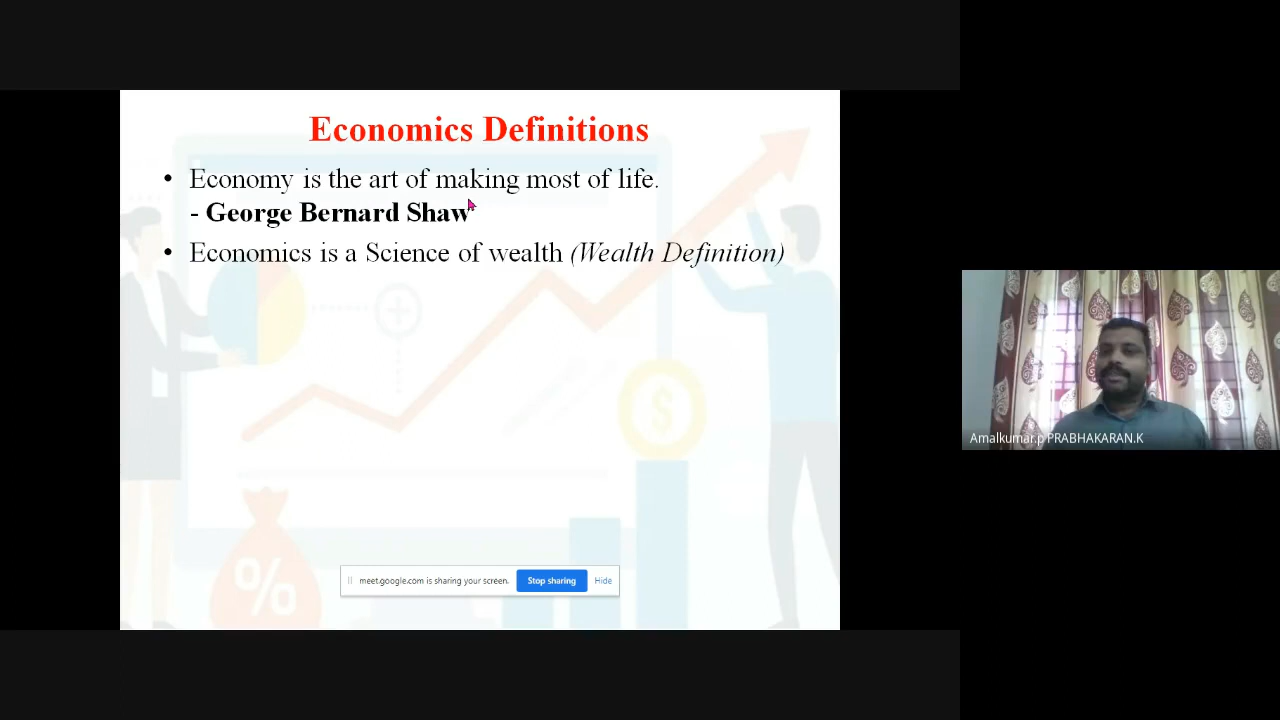 Economics Definitions
• Economy is the art of making most of life.
- George Bernard Shaw
• Economics is a Science of wealth (Wealth Definition)
$
%
meet.google.com is sharing your screen. Stop sharing Hide
Amalkumar.p PRABHAKARAN.K